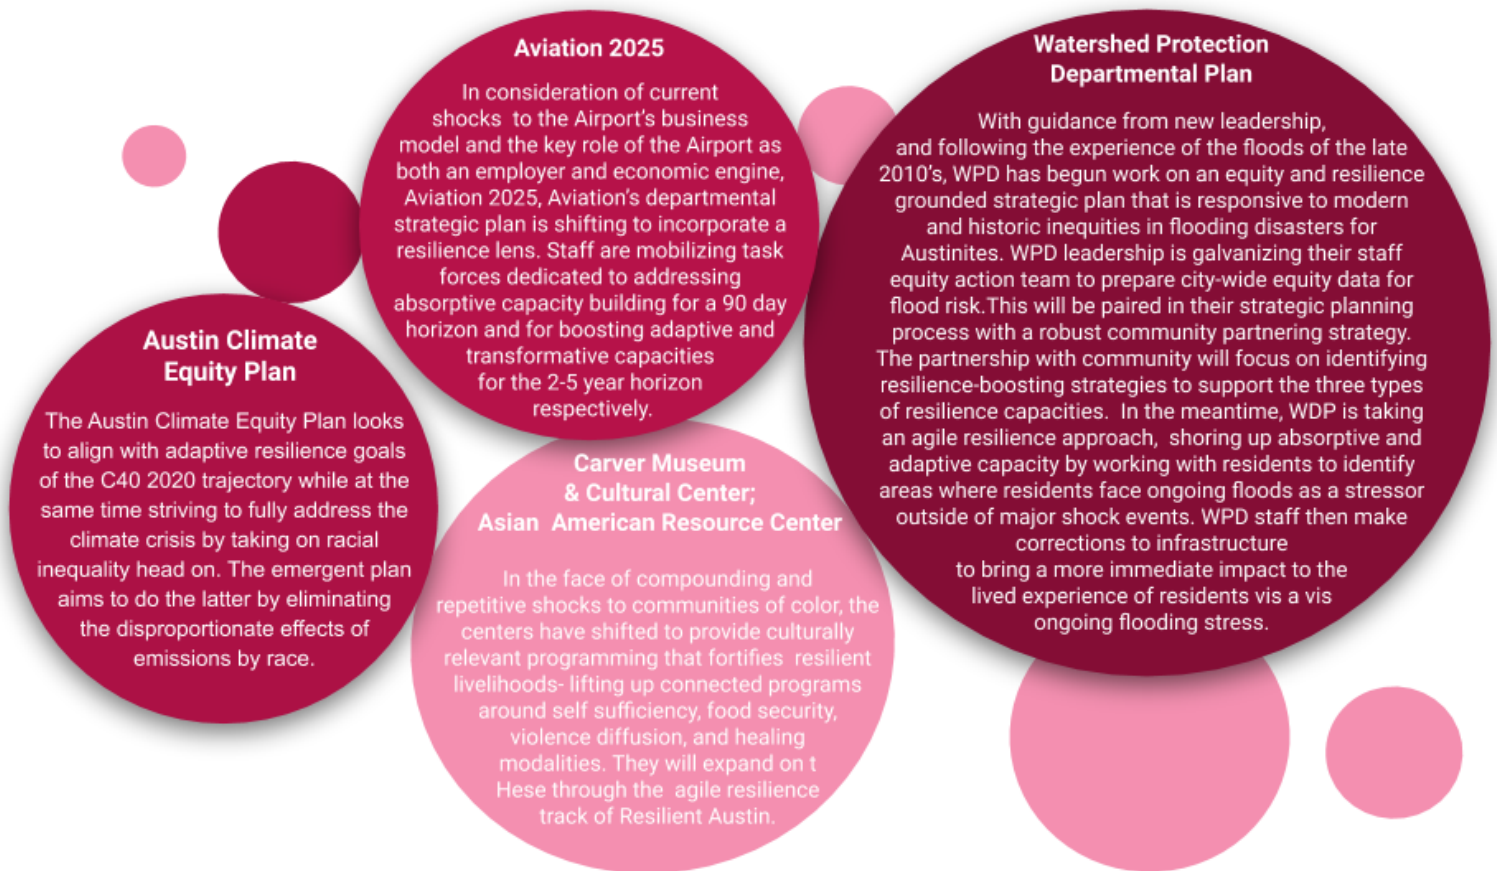 Aviation 2025
In consideration of current
shocks to the Airport's business
model and the key role of the Airport as
both an employer and economic engine,
Aviation 2025, Aviation's departmental
strategic plan is shifting to incorporate a
resilience lens. Staff are mobilizing task
forces dedicated to addressing
absorptive capacity building for a 90 day
horizon and for boosting adaptive and
transformative capacities
for the 2-5 year horizon
respectively.
Watershed Protection
Departmental Plan
With guidance from new leadership,
and following the experience of the floods of the late
2010's, WPD has begun work on an equity and resilience
grounded strategic plan that is responsive to modern
and historic inequities in flooding disasters for
Austinites. WPD leadership is galvanizing their staff
equity action team to prepare city-wide equity data for
flood risk.This will be paired in their strategic planning
process with a robust community partnering strategy.
The partnership with community will focus on identifying
resilience-boosting strategies to support the three types
of resilience capacities. In the meantime, WDP is taking
an agile resilience approach, shoring up absorptive and
adaptive capacity by working with residents to identify
areas where residents face ongoing floods as a stressor
outside of major shock events. WPD staff then make
corrections to infrastructure
to bring a more immediate impact to the
lived experience of residents vis a vis
ongoing flooding stress.
Austin Climate
Equity Plan
The Austin Climate Equity Plan looks
to align with adaptive resilience goals
of the C40 2020 trajectory while at the
same time striving to fully address the
climate crisis by taking on racial
inequality head on. The emergent plan
aims to do the latter by eliminating
the disproportionate effects of
emissions by race.
Carver Museum
& Cultural Center;
Asian American Resource Center
In the face of compounding and
repetitive shocks to communities of color, the
centers have shifted to provide culturally
relevant programming that fortifies resilient
livelihoods- lifting up connected programs
around self sufficiency, food security,
violence diffusion, and healing
modalities. They will expand on t
Hese through the agile resilience
track of Resilient Austin.